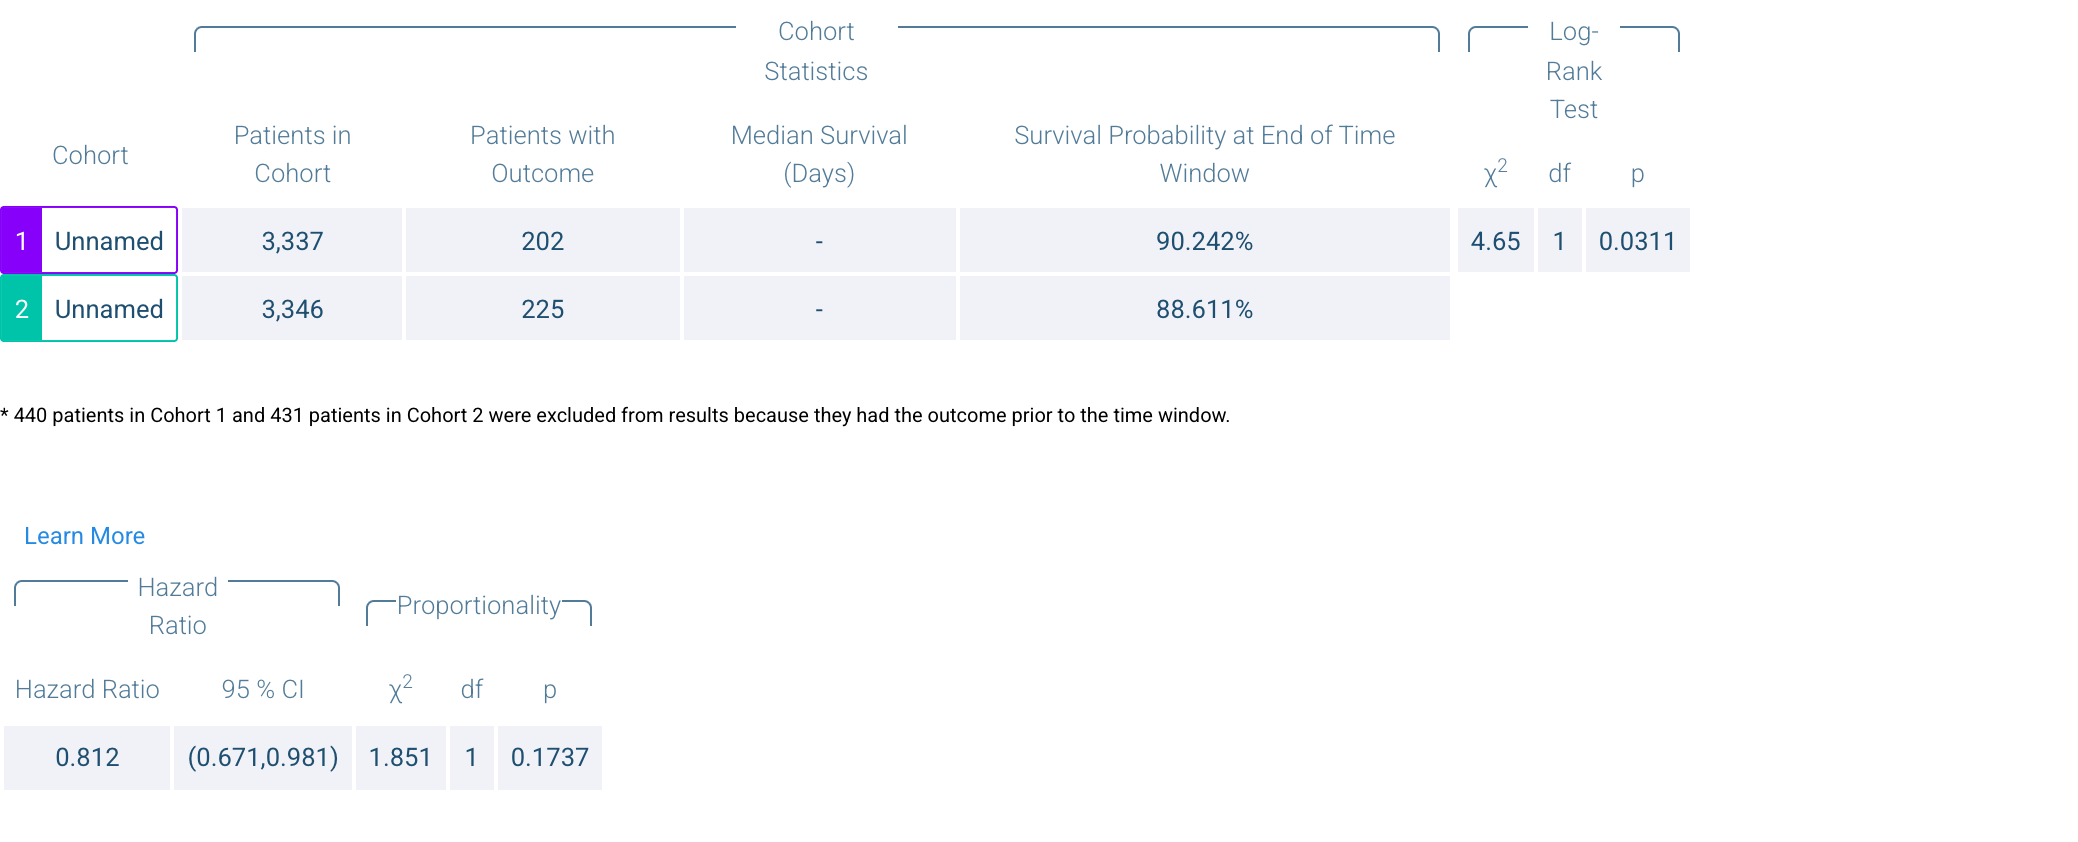 Cohort
Statistics
Log-
Rank
Test
Cohort
Patients in
Cohort
Patients with
Outcome
Median Survival
(Days)
Survival Probability at End of Time
Window
χ2 df p
1 Unnamed 3,337 202 - 90.242% 4.65 1 0.0311
2 Unnamed 3,346 225 - 88.611%
* 440 patients in Cohort 1 and 431 patients in Cohort 2 were excluded from results because they had the outcome prior to the time window.
Learn More
Hazard
Ratio
Proportionality
Hazard Ratio 95 % CI χ2 df p
0.812 (0.671,0.981) 1.851 1 0.1737